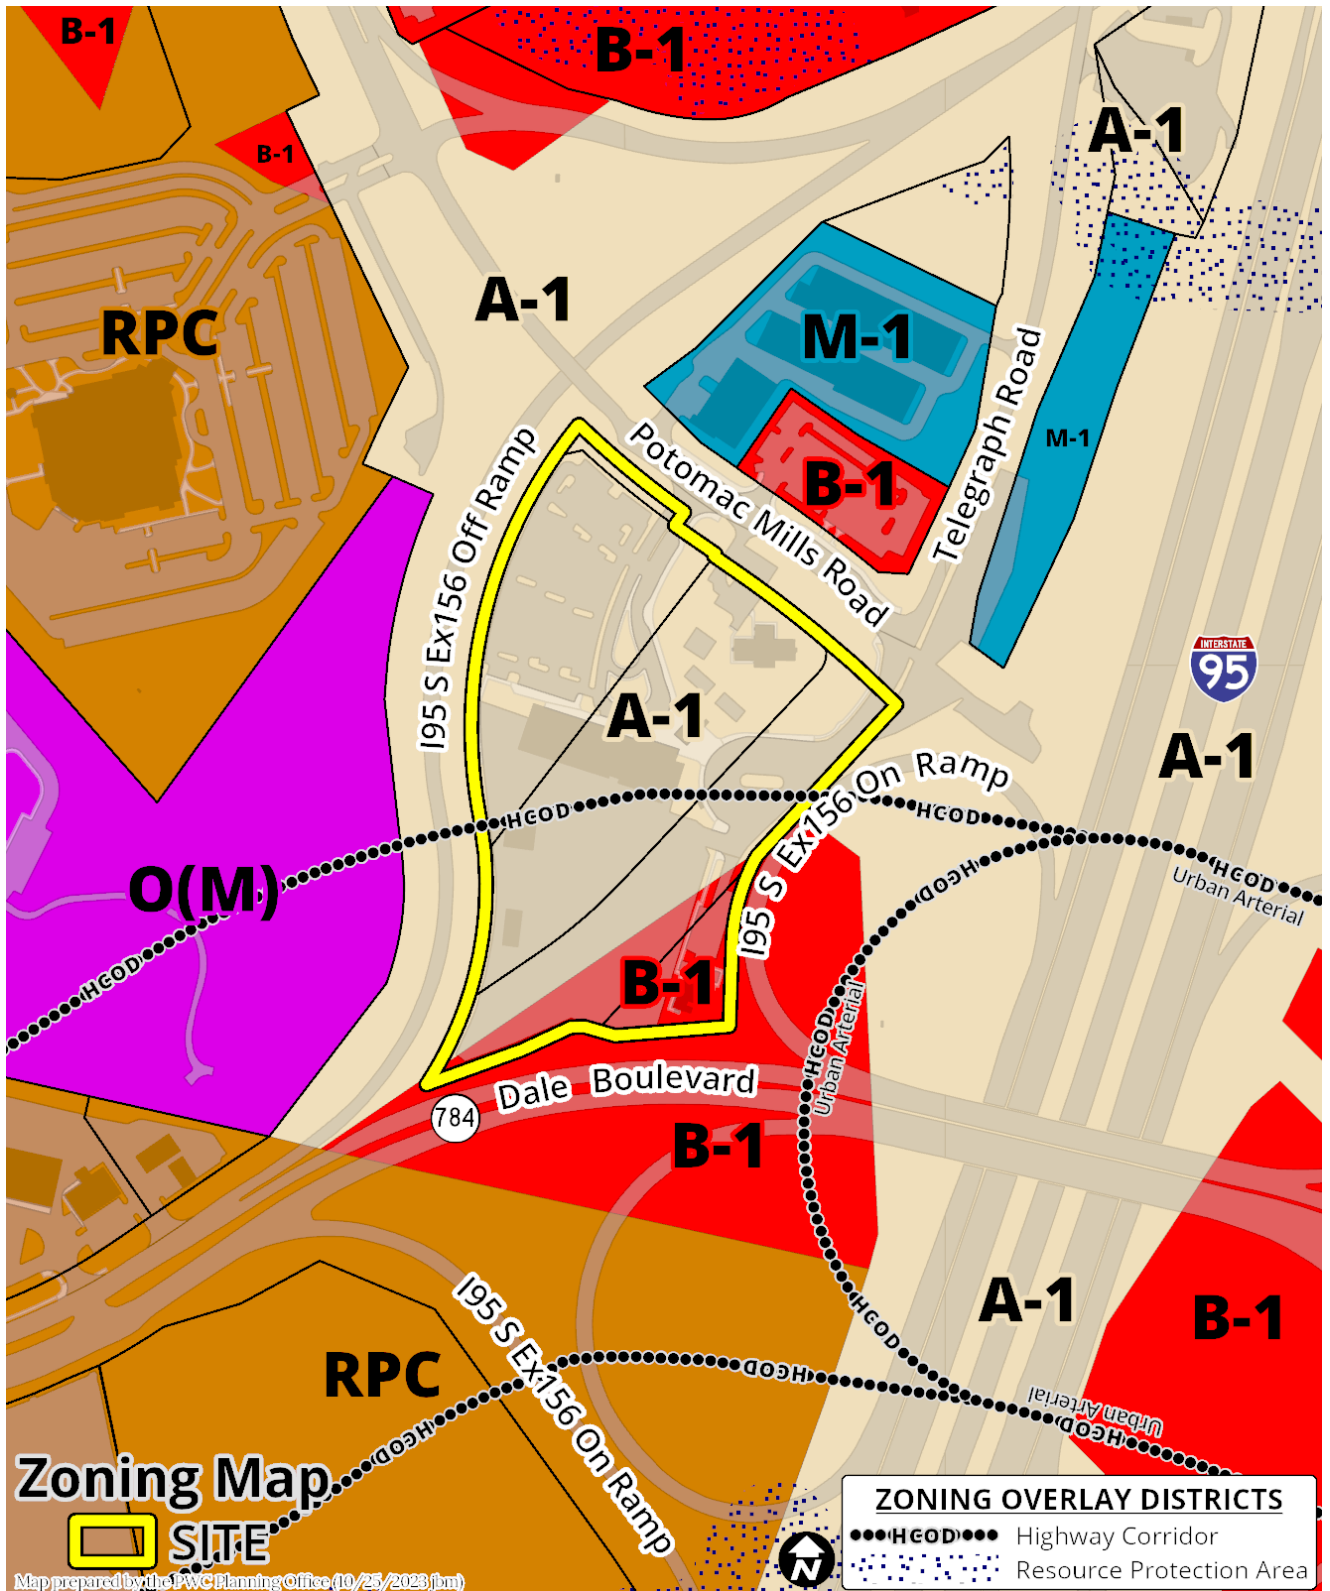 B-1
B-1
B-1
A-1
RPC
A-1
M-1
M-1
B-1
Telegraph Road
Potomac Mills Road
I95 S Ex156 Off Ramp
INTERSTATE
95
A-1
A-1
I95 S Ex156 On Ramp
HCOD
HCOD
HCOD
HCOD
Urban Arterial
O(M)
HCOD
B-1
HCOD
Urban Arterial
Dale Boulevard
784
B-1
A-1
B-1
HCOD
I95 S Ex156 On Ramp
RPC
HCOD
Urban Arterial
HCOD
HCOD
Zoning Map
SITE
Map prepared by the PWC Planning Office (10/25/2023 jbm)
N
ZONING OVERLAY DISTRICTS
HCOD Highway Corridor
Resource Protection Area